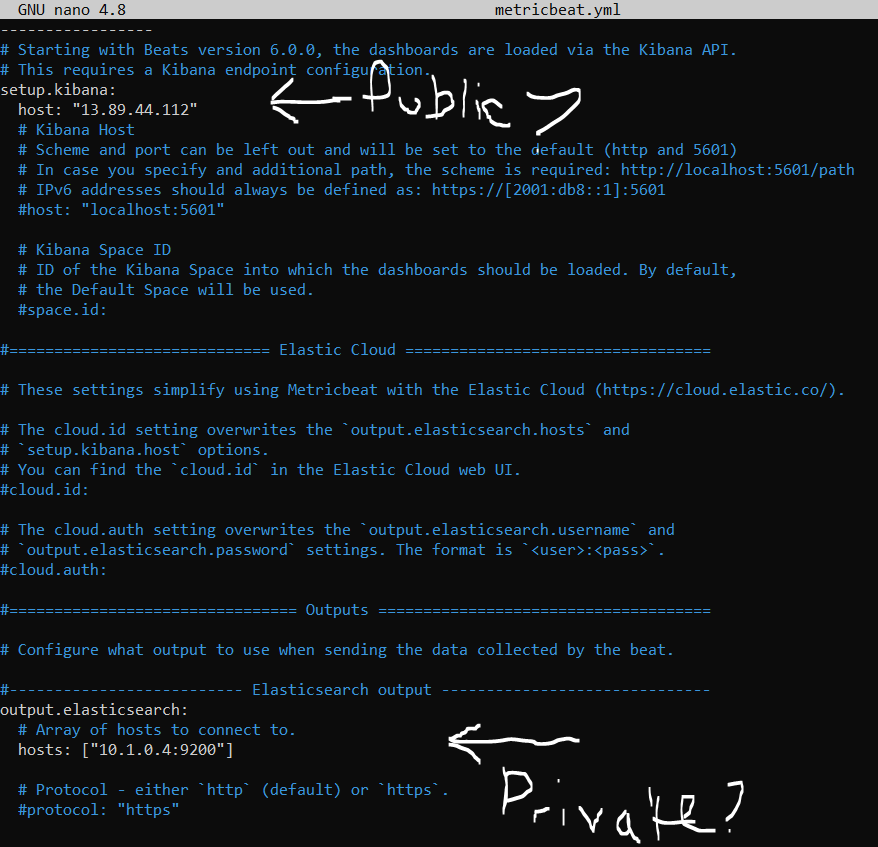 GNU nano 4.8 metricbeat.yml
-----------------
# Starting with Beats version 6.0.0, the dashboards are loaded via the Kibana API.
# This requires a Kibana endpoint configuration.
setup.kibana:
Public ?
host: "13.89.44.112"
# Kibana Host
# Scheme and port can be left out and will be set to the default (http and 5601)
# In case you specify and additional path, the scheme is required: http://localhost:5601/path
# IPv6 addresses should always be defined as: https://[2001:db8::1]:5601
#host: "localhost:5601"
# Kibana Space ID
# ID of the Kibana Space into which the dashboards should be loaded. By default,
# the Default Space will be used.
#space.id:
#============================= Elastic Cloud ==================================
# These settings simplify using Metricbeat with the Elastic Cloud (https://cloud.elastic.co/).
# The cloud.id setting overwrites the `output.elasticsearch.hosts` and
# `setup.kibana.host` options.
# You can find the `cloud.id` in the Elastic Cloud web UI.
#cloud.id:
# The cloud.auth setting overwrites the `output.elasticsearch.username` and
# `output.elasticsearch.password` settings. The format is `<user>:<pass>`.
#cloud.auth:
#================================ Outputs =====================================
# Configure what output to use when sending the data collected by the beat.
#-------------------------- Elasticsearch output ------------------------------
output.elasticsearch:
# Array of hosts to connect to.
hosts: ["10.1.0.4:9200"]
Private?
# Protocol - either `http` (default) or `https`.
#protocol: "https"